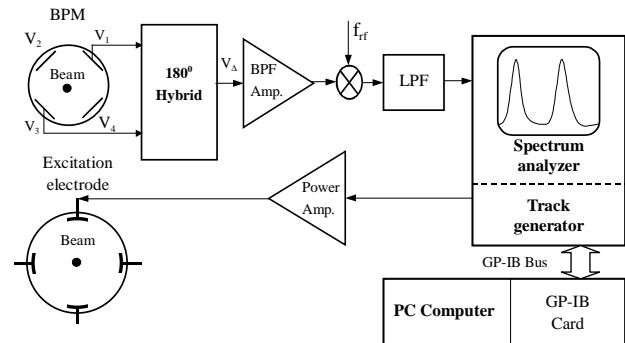 BPM
V2
V1
Beam
V3
V4
180⁰
Hybrid
VΔ
BPF
Amp.
frf
LPF
Spectrum
analyzer
Track
generator
Excitation
electrode
Beam
Power
Amp.
GP-IB Bus
PC Computer
GP-IB
Card